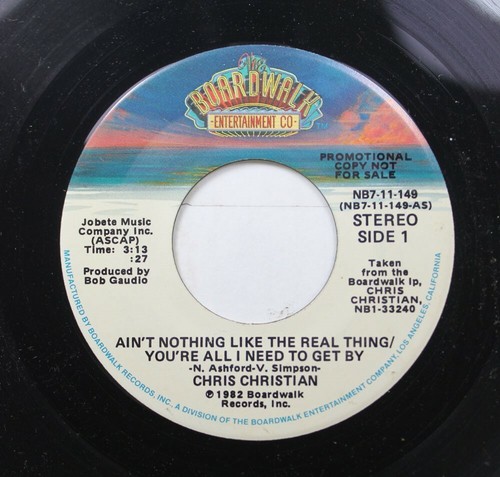 The
BOARDWALK
ENTERTAINMENT CO
PROMOTIONAL
COPY NOT
FOR SALE
NB7-11-149
(NB7-11-149-AS)
STEREO
SIDE 1
Jobete Music
Company Inc.
(ASCAP)
Time: 3:13
:27
Produced by
Bob Gaudio
Taken
from the
Boardwalk lp,
CHRIS
CHRISTIAN,
NB1-33240
AIN'T NOTHING LIKE THE REAL THING/
YOU'RE ALL I NEED TO GET BY
-N. Ashford-V. Simpson-
CHRIS CHRISTIAN
℗1982 Boardwalk
Records, Inc.
MANUFACTURED BY BOARDWALK RECORDS, INC. A DIVISION OF THE BOARDWALK ENTERTAINMENT COMPANY, LOS ANGELES, CALIFORNIA